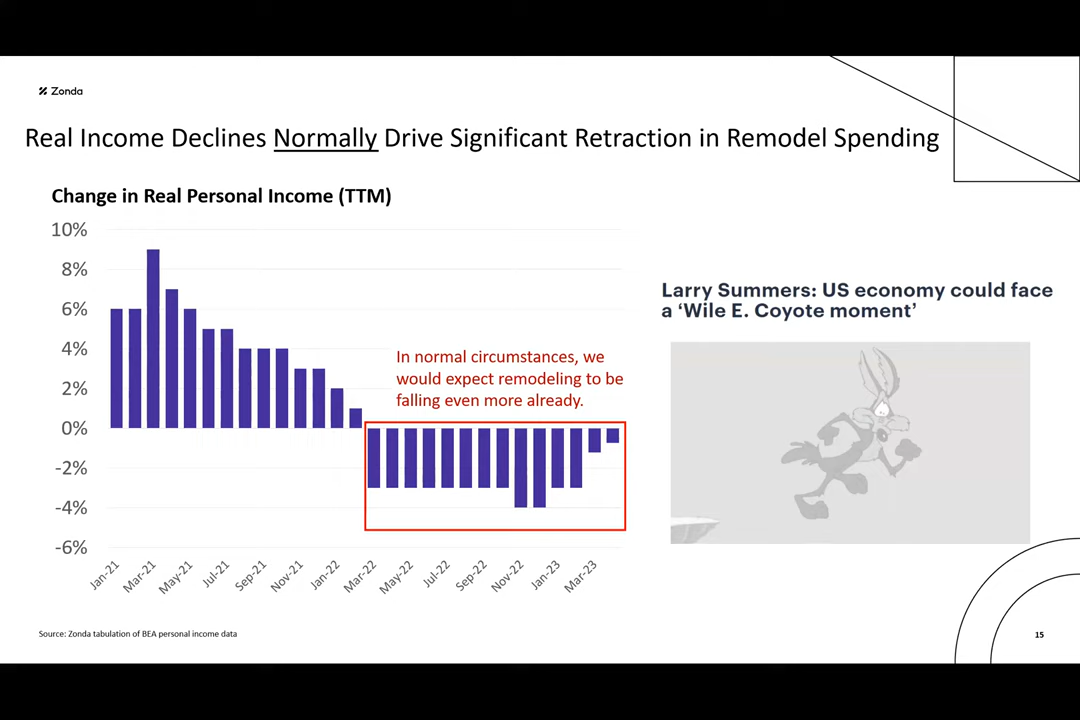 Zonda
Real Income Declines Normally Drive Significant Retraction in Remodel Spending
Change in Real Personal Income (TTM)
10%
8%
6%
4%
2%
0%
-2%
-4%
-6%
In normal circumstances, we
would expect remodeling to be
falling even more already.
Jan-21
Mar-21
May-21
Jul-21
Sep-21
Nov-21
Jan-22
Mar-22
May-22
Jul-22
Sep-22
Nov-22
Jan-23
Mar-23
Larry Summers: US economy could face
a ‘Wile E. Coyote moment’
Source: Zonda tabulation of BEA personal income data
15